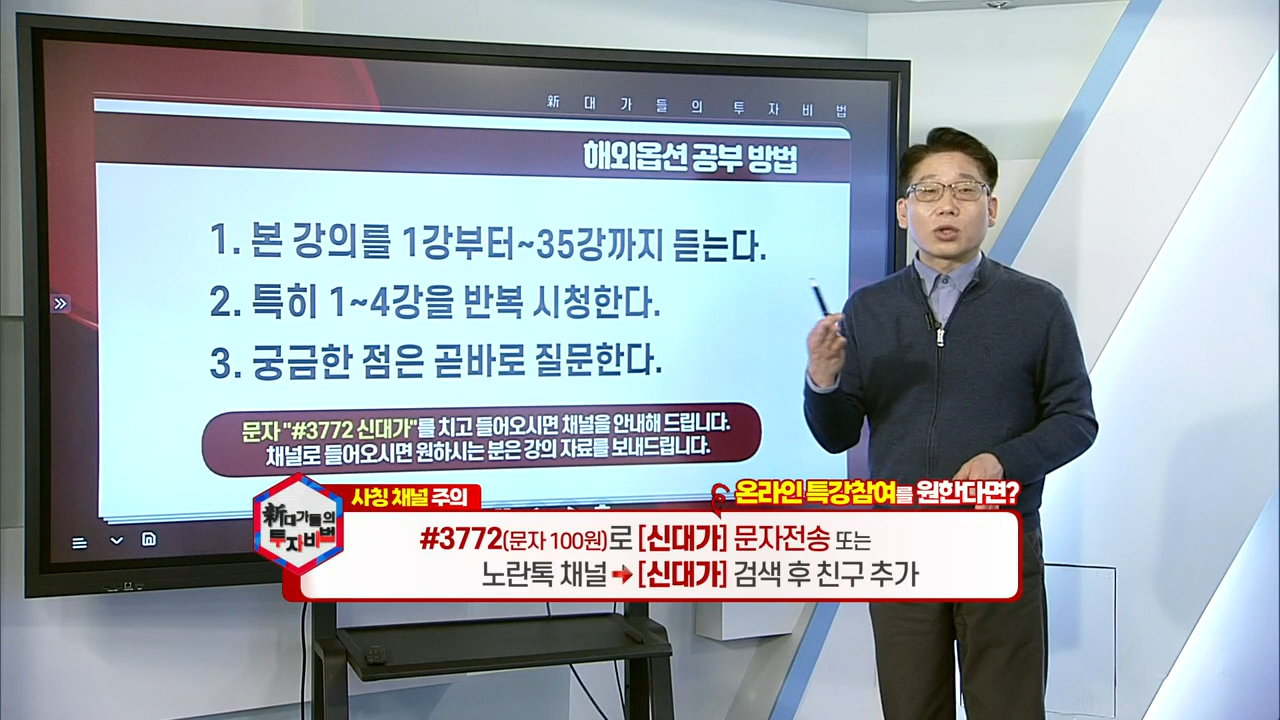 新 대 가 들 의 투 자 비 법
해외옵션 공부 방법
1. 본 강의를 1강부터~35강까지 듣는다.
2. 특히 1~4강을 반복 시청한다.
3. 궁금한 점은 곧바로 질문한다.
문자 "#3772 신대가"를 치고 들어오시면 채널을 안내해 드립니다.
채널로 들어오시면 원하시는 분은 강의 자료를 보내드립니다.
新대가들의
투자비법
사칭 채널 주의
온라인 특강참여를 원한다면?
#3772(문자 100원)로 [신대가] 문자전송 또는
노란톡 채널 ➡ [신대가] 검색 후 친구 추가